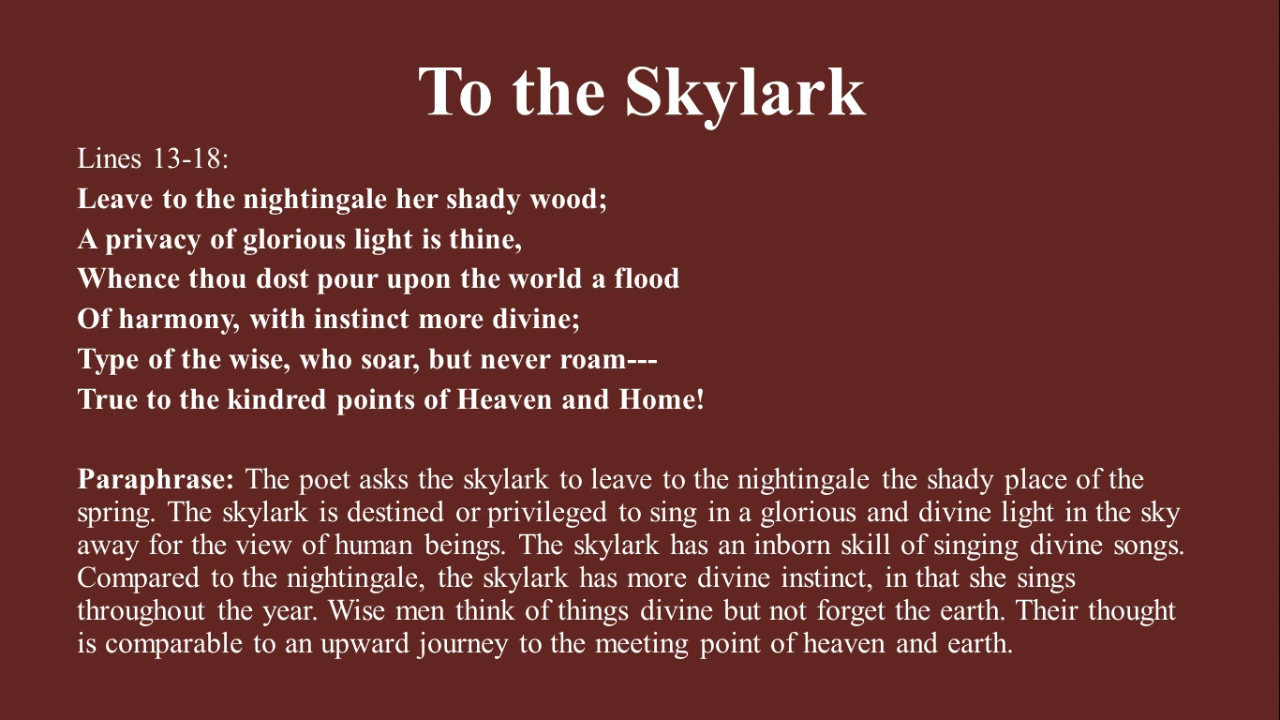 To the Skylark
Lines 13-18:
Leave to the nightingale her shady wood;
A privacy of glorious light is thine,
Whence thou dost pour upon the world a flood
Of harmony, with instinct more divine;
Type of the wise, who soar, but never roam---
True to the kindred points of Heaven and Home!
Paraphrase: The poet asks the skylark to leave to the nightingale the shady place of the
spring. The skylark is destined or privileged to sing in a glorious and divine light in the sky
away for the view of human beings. The skylark has an inborn skill of singing divine songs.
Compared to the nightingale, the skylark has more divine instinct, in that she sings
throughout the year. Wise men think of things divine but not forget the earth. Their thought
is comparable to an upward journey to the meeting point of heaven and earth.